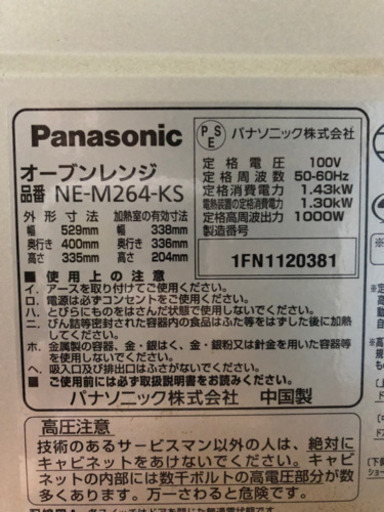 Panasonic
PSE パナソニック株式会社
オーブンレンジ
品番 NE-M264-KS
定格電圧 100V
定格周波数 50-60Hz
定格消費電力 1.43kW
電熱装置の定格消費電力 1.30kW
定格高周波出力 1000W
製造番号
1FN1120381
外形寸法 加熱室の有効寸法
幅 529mm 幅 338mm
奥行き 400mm 奥行き 336mm
高さ 335mm 高さ 204mm
■使用上の注意
イ.アースを取り付けてご使用ください。
ロ.電源は必ずコンセントをご使用ください。
ハ.とびらにものをはさんだ状態で使用しないでください。
ニ.びん詰等密封された容器内の食品はふた等をはずした後に加熱
してください。
ホ.金属製の容器、金・銀はく、金・銀粉又は針金を用いた容器等
を使用しないでください。
ヘ.吸入口及び排出口はふさがないでください。
■ご使用前には必ず取扱説明書をお読みください。
パナソニック株式会社 中国製
高圧注意
技術のあるサービスマン以外の人は、絶対に
キャビネットをあけないでください。キャビ
ネットの内部には数千ボルトの高電圧部分が
数多くあります。万一さわると危険です。